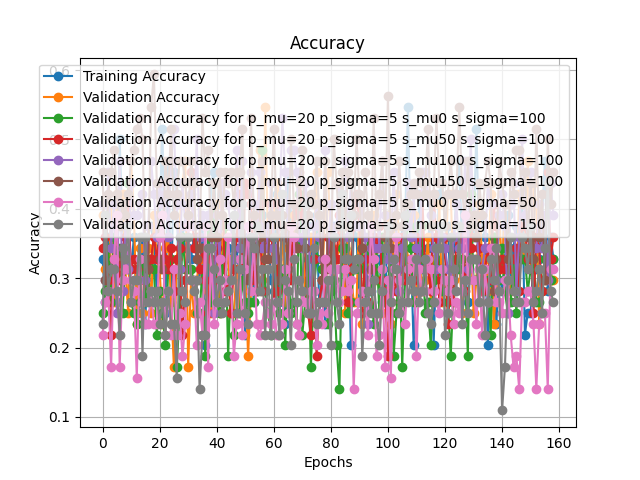 Accuracy
0.6
Training Accuracy
Validation Accuracy
Validation Accuracy for p_mu=20 p_sigma=5 s_mu0 s_sigma=100
Validation Accuracy for p_mu=20 p_sigma=5 s_mu50 s_sigma=100
Validation Accuracy for p_mu=20 p_sigma=5 s_mu100 s_sigma=100
Validation Accuracy for p_mu=20 p_sigma=5 s_mu150 s_sigma=100
Validation Accuracy for p_mu=20 p_sigma=5 s_mu0 s_sigma=50
0.4
Validation Accuracy for p_mu=20 p_sigma=5 s_mu0 s_sigma=150
Accuracy
0.3
0.2
0.1
0 20 40 60 80 100 120 140 160
Epochs